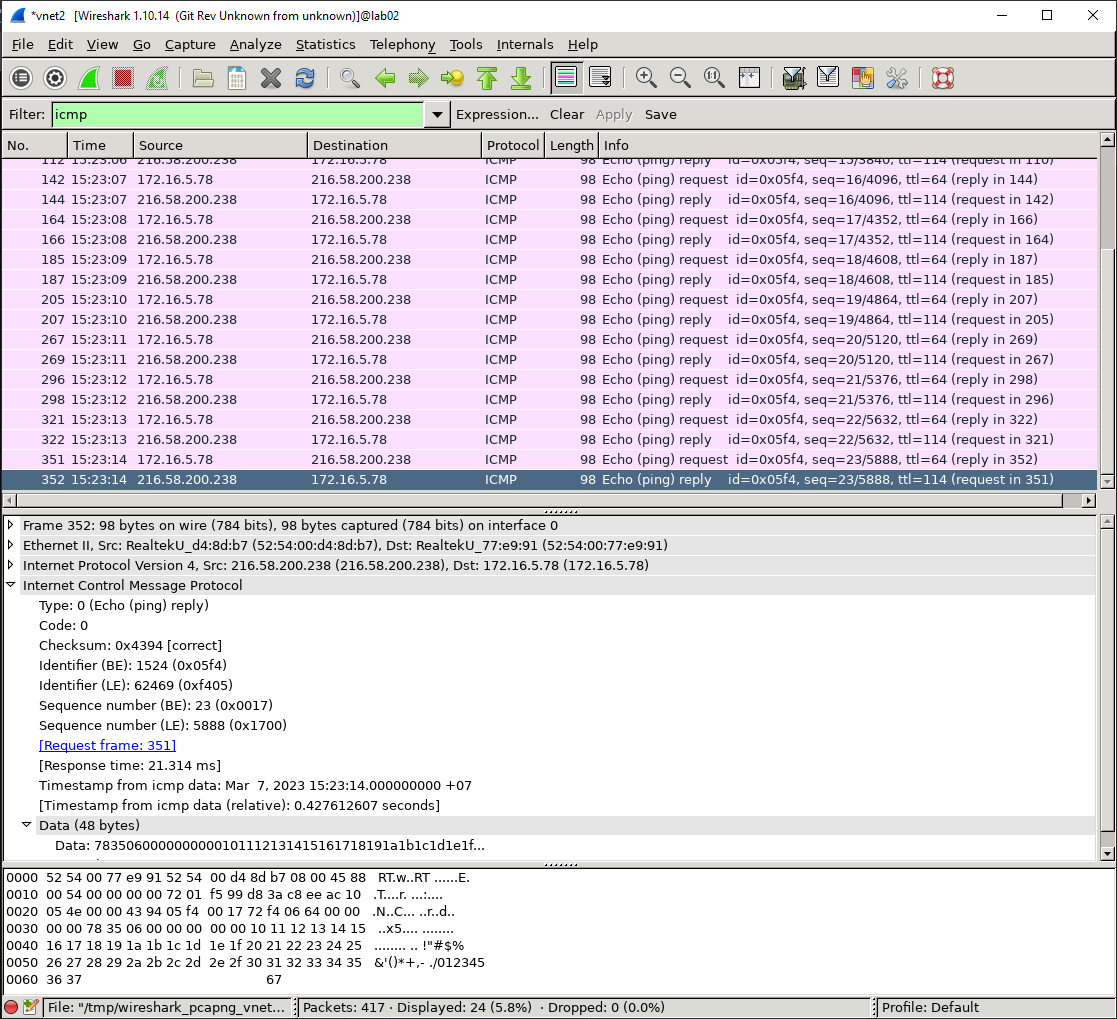 *vnet2   [Wireshark 1.10.14  (Git Rev Unknown from unknown)]@lab02
File Edit View Go Capture Analyze Statistics Telephony Tools Internals Help
Filter: icmp Expression... Clear Apply Save
No. Time Source Destination Protocol Length Info
112 15:23:06 216.58.200.238 172.16.5.78 ICMP 98 Echo (ping) reply id=0x05f4, seq=15/3840, ttl=114 (request in 110)
142 15:23:07 172.16.5.78 216.58.200.238 ICMP 98 Echo (ping) request id=0x05f4, seq=16/4096, ttl=64 (reply in 144)
144 15:23:07 216.58.200.238 172.16.5.78 ICMP 98 Echo (ping) reply id=0x05f4, seq=16/4096, ttl=114 (request in 142)
164 15:23:08 172.16.5.78 216.58.200.238 ICMP 98 Echo (ping) request id=0x05f4, seq=17/4352, ttl=64 (reply in 166)
166 15:23:08 216.58.200.238 172.16.5.78 ICMP 98 Echo (ping) reply id=0x05f4, seq=17/4352, ttl=114 (request in 164)
185 15:23:09 172.16.5.78 216.58.200.238 ICMP 98 Echo (ping) request id=0x05f4, seq=18/4608, ttl=64 (reply in 187)
187 15:23:09 216.58.200.238 172.16.5.78 ICMP 98 Echo (ping) reply id=0x05f4, seq=18/4608, ttl=114 (request in 185)
205 15:23:10 172.16.5.78 216.58.200.238 ICMP 98 Echo (ping) request id=0x05f4, seq=19/4864, ttl=64 (reply in 207)
207 15:23:10 216.58.200.238 172.16.5.78 ICMP 98 Echo (ping) reply id=0x05f4, seq=19/4864, ttl=114 (request in 205)
267 15:23:11 172.16.5.78 216.58.200.238 ICMP 98 Echo (ping) request id=0x05f4, seq=20/5120, ttl=64 (reply in 269)
269 15:23:11 216.58.200.238 172.16.5.78 ICMP 98 Echo (ping) reply id=0x05f4, seq=20/5120, ttl=114 (request in 267)
296 15:23:12 172.16.5.78 216.58.200.238 ICMP 98 Echo (ping) request id=0x05f4, seq=21/5376, ttl=64 (reply in 298)
298 15:23:12 216.58.200.238 172.16.5.78 ICMP 98 Echo (ping) reply id=0x05f4, seq=21/5376, ttl=114 (request in 296)
321 15:23:13 172.16.5.78 216.58.200.238 ICMP 98 Echo (ping) request id=0x05f4, seq=22/5632, ttl=64 (reply in 322)
322 15:23:13 216.58.200.238 172.16.5.78 ICMP 98 Echo (ping) reply id=0x05f4, seq=22/5632, ttl=114 (request in 321)
351 15:23:14 172.16.5.78 216.58.200.238 ICMP 98 Echo (ping) request id=0x05f4, seq=23/5888, ttl=64 (reply in 352)
352 15:23:14 216.58.200.238 172.16.5.78 ICMP 98 Echo (ping) reply id=0x05f4, seq=23/5888, ttl=114 (request in 351)
Frame 352: 98 bytes on wire (784 bits), 98 bytes captured (784 bits) on interface 0
Ethernet II, Src: RealtekU_d4:8d:b7 (52:54:00:d4:8d:b7), Dst: RealtekU_77:e9:91 (52:54:00:77:e9:91)
Internet Protocol Version 4, Src: 216.58.200.238 (216.58.200.238), Dst: 172.16.5.78 (172.16.5.78)
Internet Control Message Protocol
Type: 0 (Echo (ping) reply)
Code: 0
Checksum: 0x4394 [correct]
Identifier (BE): 1524 (0x05f4)
Identifier (LE): 62469 (0xf405)
Sequence number (BE): 23 (0x0017)
Sequence number (LE): 5888 (0x1700)
[Request frame: 351]
[Response time: 21.314 ms]
Timestamp from icmp data: Mar  7, 2023 15:23:14.000000000 +07
[Timestamp from icmp data (relative): 0.427612607 seconds]
Data (48 bytes)
Data: 7835060000000000101112131415161718191a1b1c1d1e1f...
0000  52 54 00 77 e9 91 52 54  00 d4 8d b7 08 00 45 88   RT.w..RT ......E.
0010  00 54 00 00 00 00 72 01  f5 99 d8 3a c8 ee ac 10   .T....r. ...:....
0020  05 4e 00 00 43 94 05 f4  00 17 72 f4 06 64 00 00   .N..C... ..r..d..
0030  00 00 78 35 06 00 00 00  00 00 10 11 12 13 14 15   ..x5.... ........
0040  16 17 18 19 1a 1b 1c 1d  1e 1f 20 21 22 23 24 25   ........ .. !"#$%
0050  26 27 28 29 2a 2b 2c 2d  2e 2f 30 31 32 33 34 35   &'()*+,- ./012345
0060  36 37 67
File: "/tmp/wireshark_pcapng_vnet... Packets: 417 · Displayed: 24 (5.8%)  · Dropped: 0 (0.0%) Profile: Default